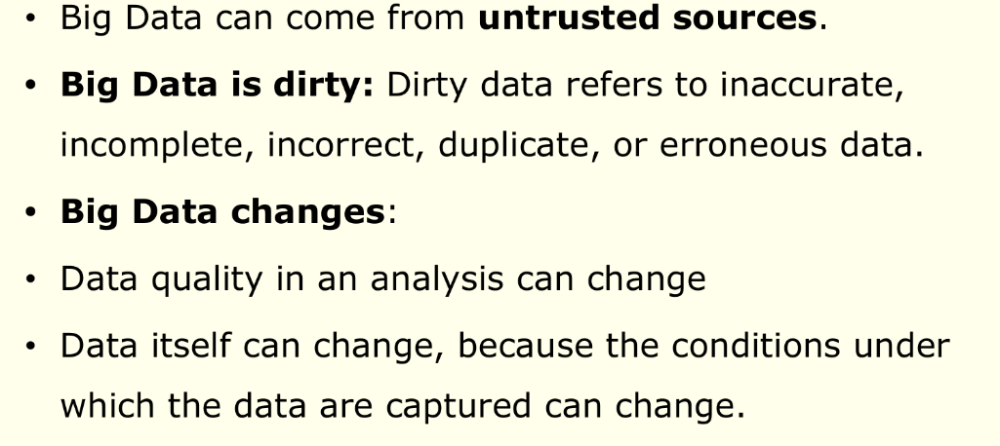 • Big Data can come from untrusted sources.
• Big Data is dirty: Dirty data refers to inaccurate,
incomplete, incorrect, duplicate, or erroneous data.
• Big Data changes:
• Data quality in an analysis can change
• Data itself can change, because the conditions under
which the data are captured can change.